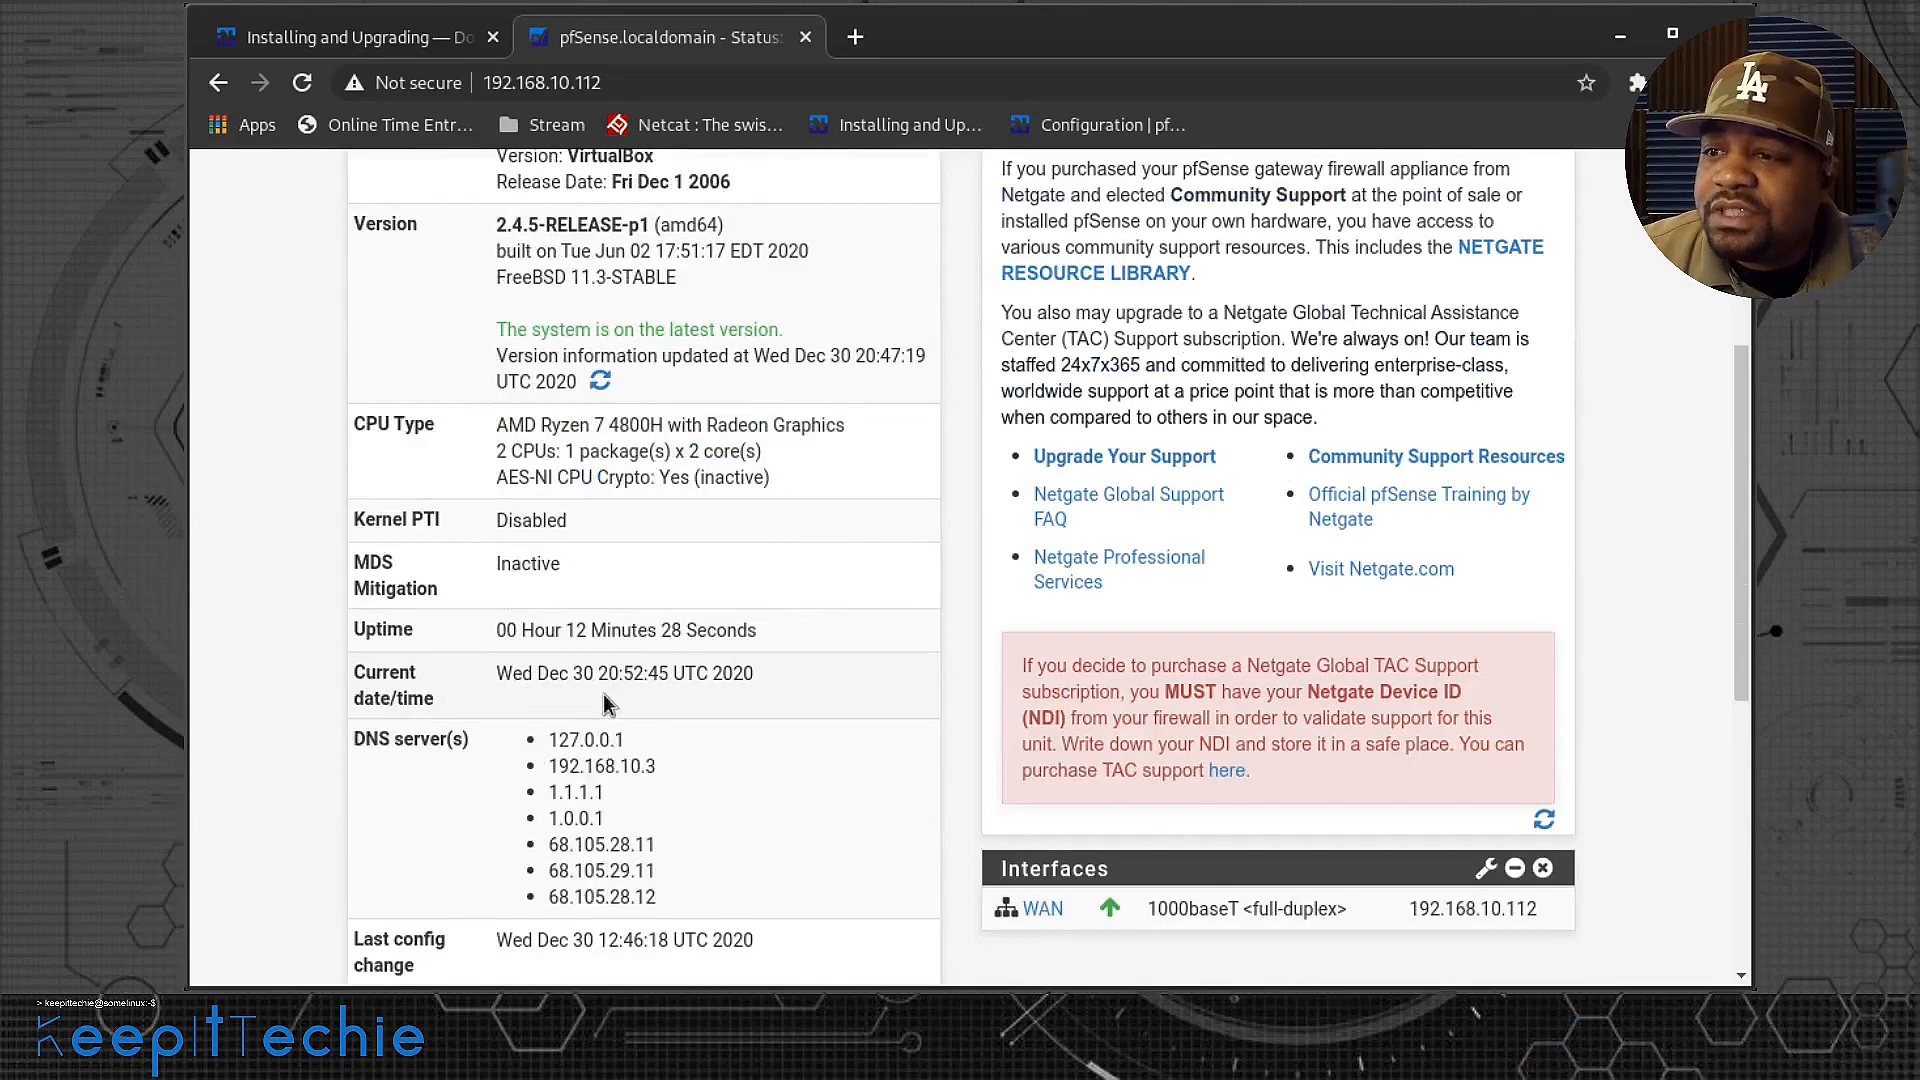 Installing and Upgrading — Do
pfSense.localdomain - Status:
Not secure
192.168.10.112
Apps
Online Time Entr...
Stream
Netcat : The swis...
Installing and Up...
Configuration | pf...
LA
Version: VirtualBox
Release Date: Fri Dec 1 2006
Version
2.4.5-RELEASE-p1 (amd64)
built on Tue Jun 02 17:51:17 EDT 2020
FreeBSD 11.3-STABLE
The system is on the latest version.
Version information updated at Wed Dec 30 20:47:19
UTC 2020
CPU Type
AMD Ryzen 7 4800H with Radeon Graphics
2 CPUs: 1 package(s) x 2 core(s)
AES-NI CPU Crypto: Yes (inactive)
Kernel PTI
Disabled
MDS
Mitigation
Inactive
Uptime
00 Hour 12 Minutes 28 Seconds
Current
date/time
Wed Dec 30 20:52:45 UTC 2020
DNS server(s)
127.0.0.1
192.168.10.3
1.1.1.1
1.0.0.1
68.105.28.11
68.105.29.11
68.105.28.12
Last config
change
Wed Dec 30 12:46:18 UTC 2020
If you purchased your pfSense gateway firewall appliance from
Netgate and elected Community Support at the point of sale or
installed pfSense on your own hardware, you have access to
various community support resources. This includes the NETGATE
RESOURCE LIBRARY.
You also may upgrade to a Netgate Global Technical Assistance
Center (TAC) Support subscription. We're always on! Our team is
staffed 24x7x365 and committed to delivering enterprise-class,
worldwide support at a price point that is more than competitive
when compared to others in our space.
Upgrade Your Support
Community Support Resources
Netgate Global Support
FAQ
Official pfSense Training by
Netgate
Netgate Professional
Services
Visit Netgate.com
If you decide to purchase a Netgate Global TAC Support
subscription, you MUST have your Netgate Device ID
(NDI) from your firewall in order to validate support for this
unit. Write down your NDI and store it in a safe place. You can
purchase TAC support here.
Interfaces
WAN
1000baseT <full-duplex>
192.168.10.112
> keepittechie@somelinux:-$
KeepItTechie